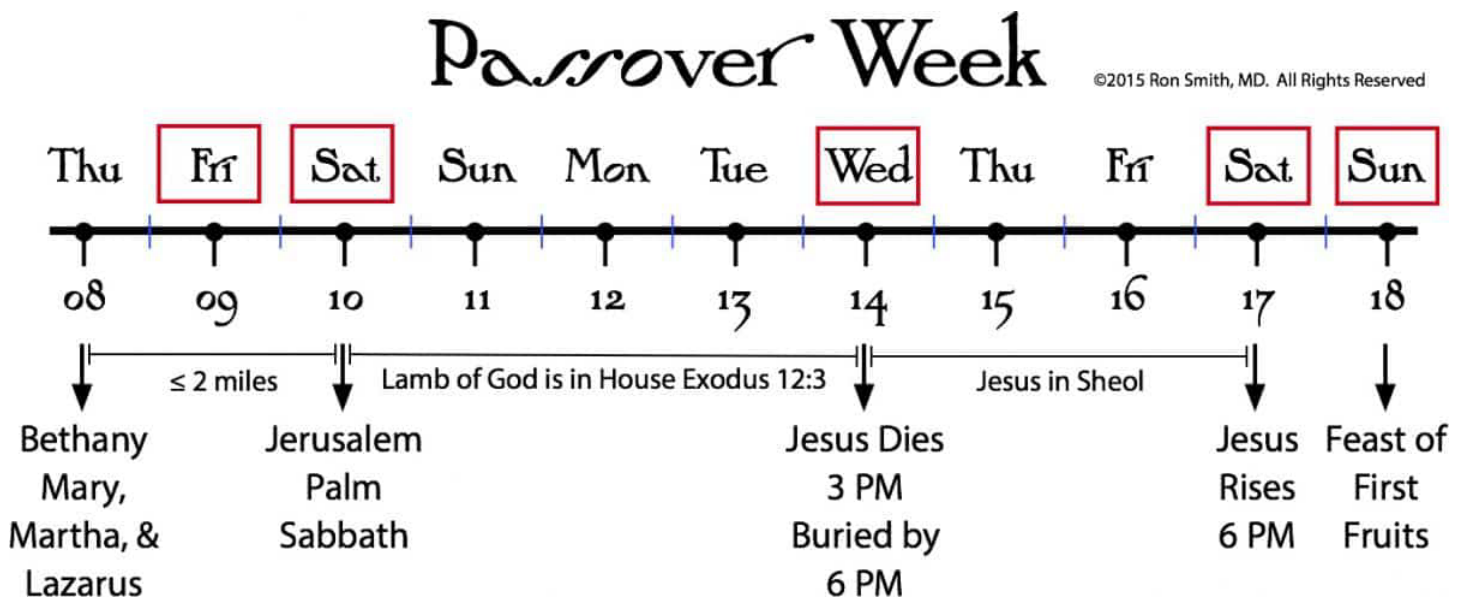 Passover Week
©2015 Ron Smith, MD. All Rights Reserved
Thu Fri Sat Sun Mon Tue Wed Thu Fri Sat Sun
08 09 10 11 12 13 14 15 16 17 18
≤ 2 miles
Lamb of God is in House Exodus 12:3
Jesus in Sheol
Bethany
Mary,
Martha, &
Lazarus
Jerusalem
Palm
Sabbath
Jesus Dies
3 PM
Buried by
6 PM
Jesus
Rises
6 PM
Feast of
First
Fruits